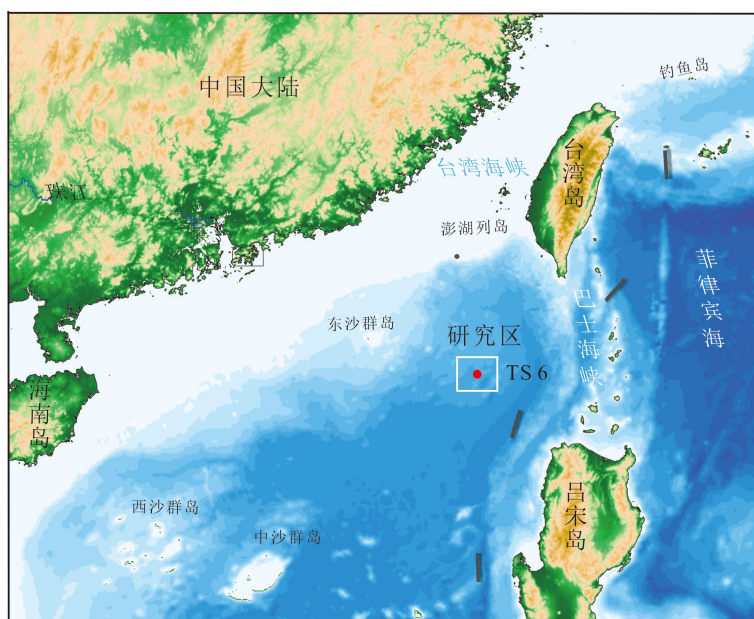 钓鱼岛
中国大陆
台湾海峡
台湾岛
珠江
澎湖列岛
菲律宾海
巴士海峡
东沙群岛
研究区
TS 6
海南岛
西沙群岛
中沙群岛
吕宋岛